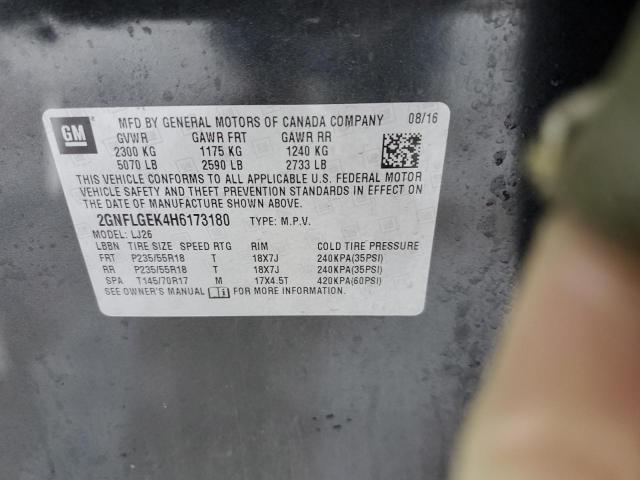 GM
MFD BY GENERAL MOTORS OF CANADA COMPANY 08/16
GVWR GAWR FRT GAWR RR
2300 KG 1175 KG 1240 KG
5070 LB 2590 LB 2733 LB
THIS VEHICLE CONFORMS TO ALL APPLICABLE U.S. FEDERAL MOTOR
VEHICLE SAFETY AND THEFT PREVENTION STANDARDS IN EFFECT ON
THE DATE OF MANUFACTURE SHOWN ABOVE.
2GNFLGEK4H6173180 TYPE: M.P.V.
MODEL: LJ26
LBBN TIRE SIZE SPEED RTG RIM COLD TIRE PRESSURE
FRT P235/55R18 T 18X7J 240KPA(35PSI)
RR P235/55R18 T 18X7J 240KPA(35PSI)
SPA T145/70R17 M 17X4.5T 420KPA(60PSI)
SEE OWNER'S MANUAL FOR MORE INFORMATION.